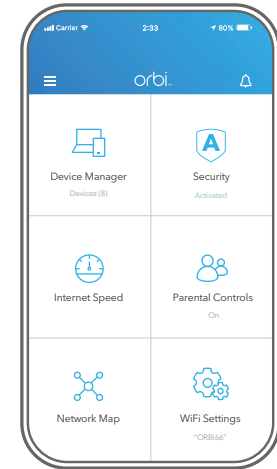 Carrier 2:33 80%
orbi
Device Manager
Devices (8)
Security
Activated
Internet Speed
Parental Controls
On
Network Map
WiFi Settings
"ORBI66"